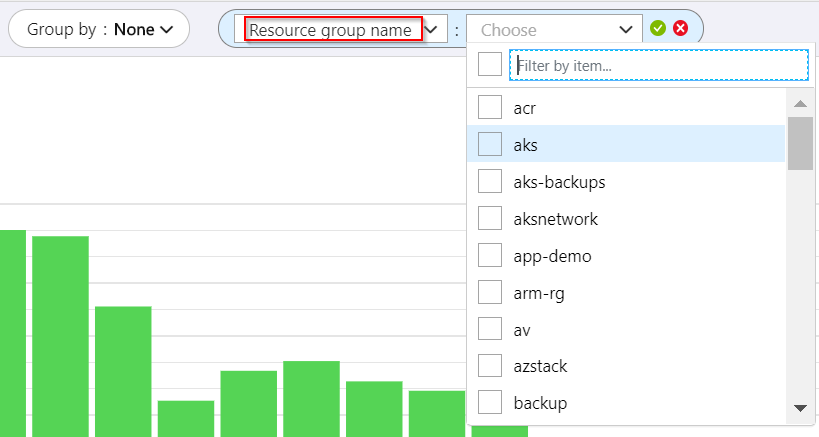 Group by : None
Resource group name : Choose
Filter by item...
acr
aks
aks-backups
aksnetwork
app-demo
arm-rg
av
azstack
backup